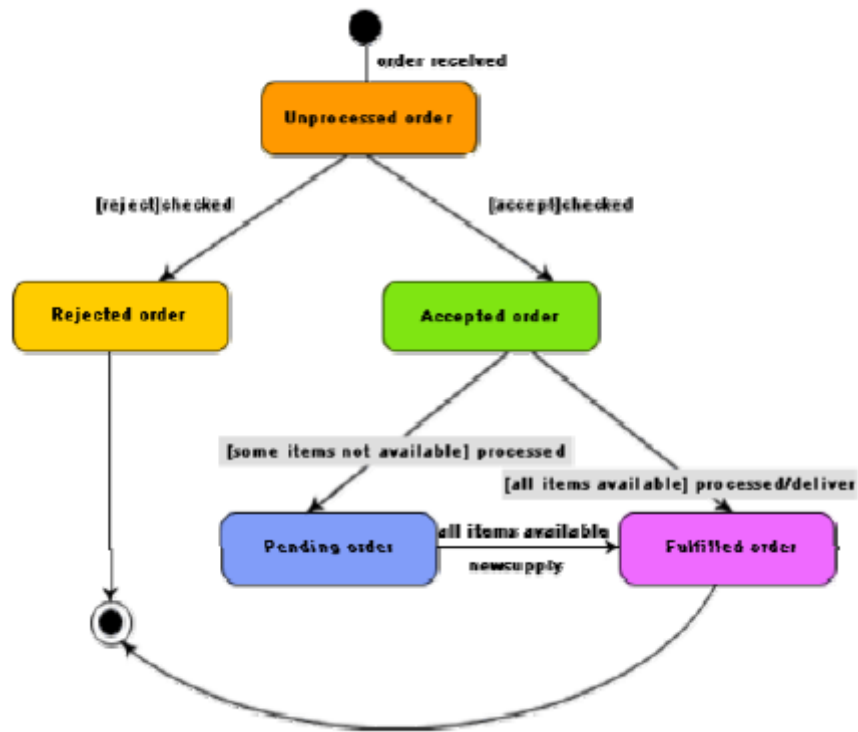 order received
Unprocessed order
[reject]checked
[accept]checked
Rejected order
Accepted order
[some items not available] processed
[all items available] processed/deliver
Pending order
all items available
newsupply
Fulfilled order